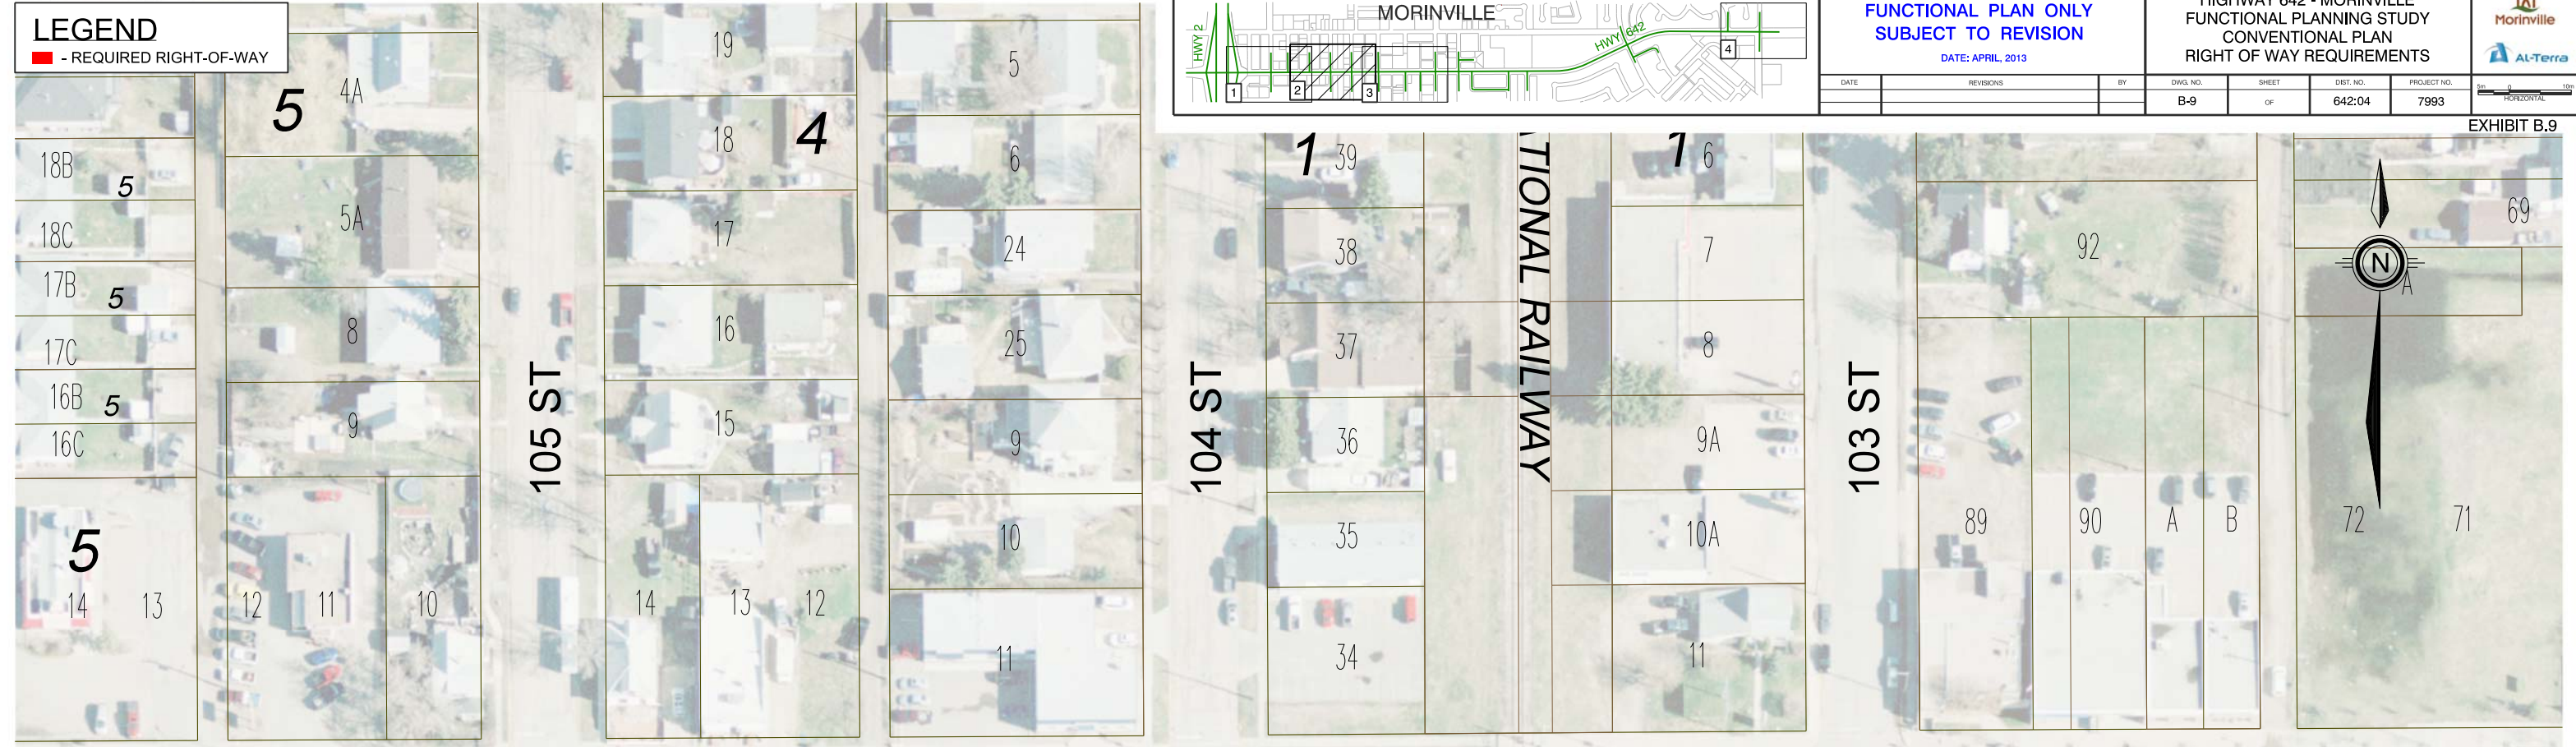 LEGEND
- REQUIRED RIGHT-OF-WAY
MORINVILLE
HWY 2
HWY 642
1
2
3
4
FUNCTIONAL PLAN ONLY
SUBJECT TO REVISION
DATE: APRIL, 2013
HIGHWAY 642 - MORINVILLE
FUNCTIONAL PLANNING STUDY
CONVENTIONAL PLAN
RIGHT OF WAY REQUIREMENTS
Morinville
AL-Terra
DATE
REVISIONS
BY
DWG. NO.
SHEET
DIST. NO.
PROJECT NO.
B-9
OF
642:04
7993
5m 0 10m
HORIZONTAL
EXHIBIT B.9
18B
5
18C
17B
5
17C
16B
5
16C
5
14
13
5
4A
5A
8
9
12
11
10
105 ST
19
18
4
17
16
15
14
13
12
5
6
24
25
9
10
11
104 ST
1
39
38
37
36
35
34
TIONAL RAILWAY
1
6
7
8
9A
10A
11
103 ST
92
89
90
A
B
69
N
A
72
71